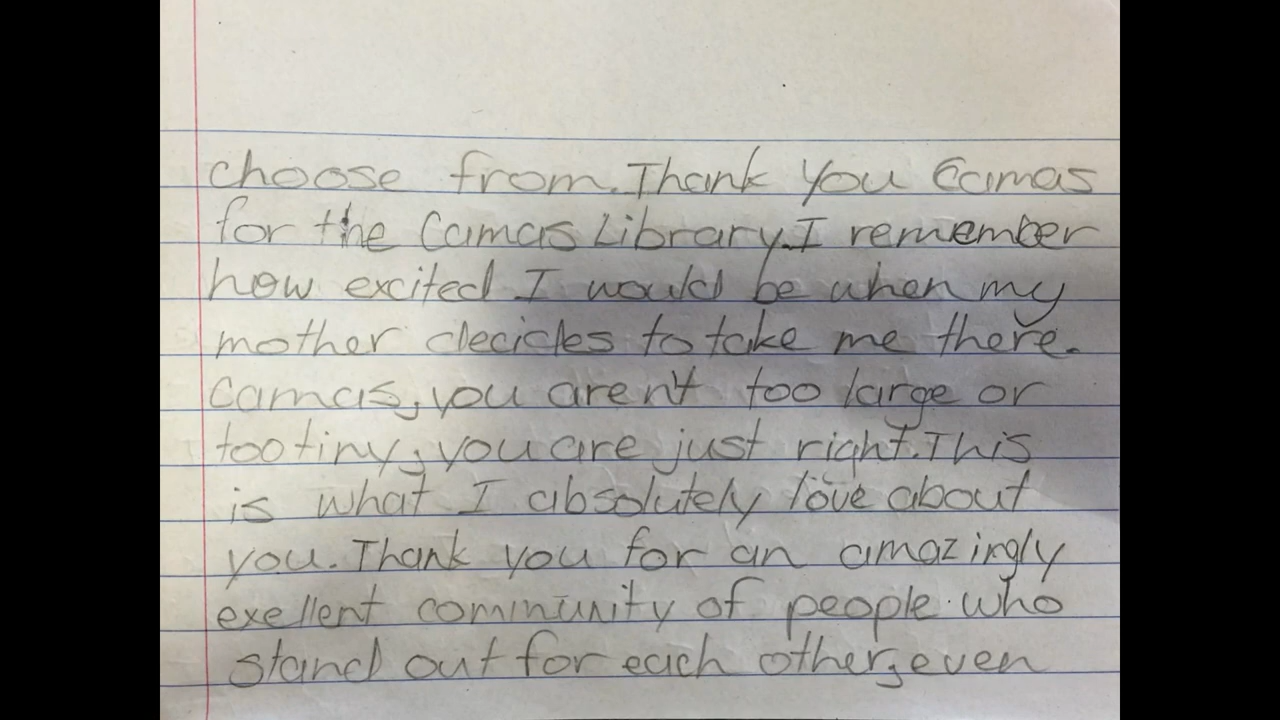 choose from. Thank you Camas
for the Camas Library. I remember
how excited I would be when my
mother decides to take me there.
Camas, you aren't too large or
too tiny, you are just right. This
is what I absolutely love about
you. Thank you for an amazingly
exellent community of people who
stand out for each other, even